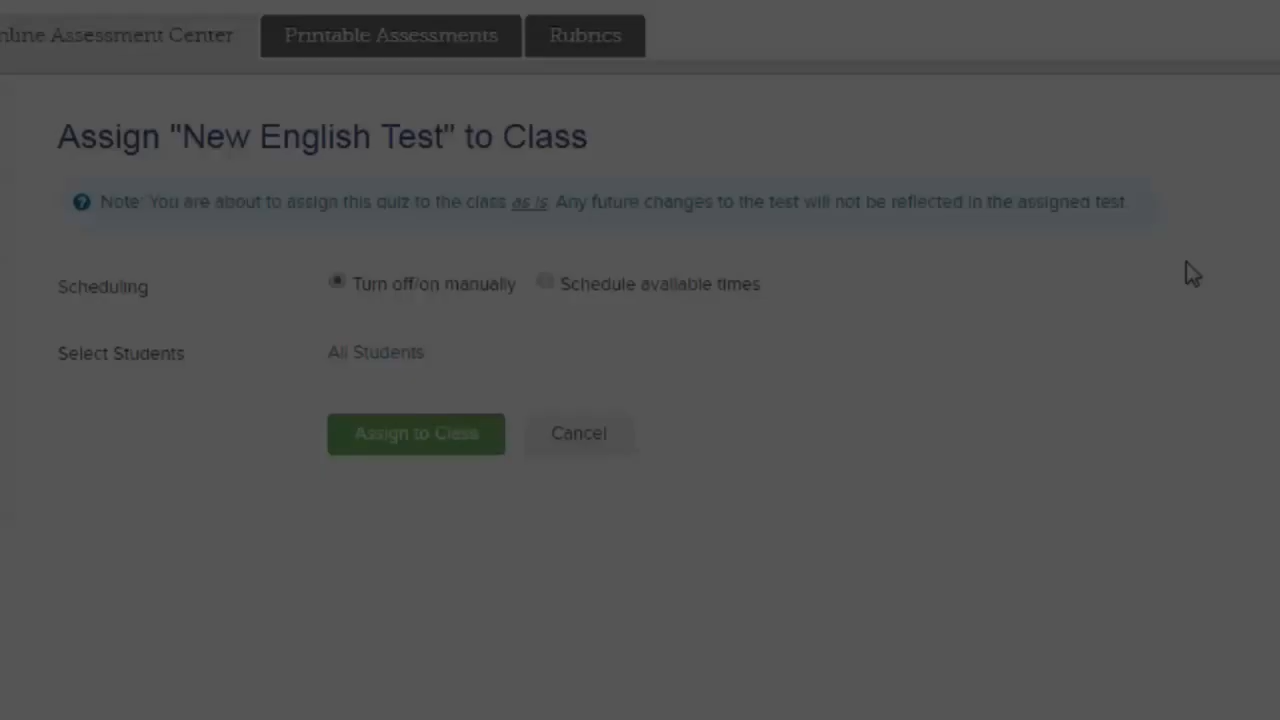 nline Assessment Center Printable Assessments Rubrics
Assign "New English Test" to Class
Note: You are about to assign this quiz to the class as is. Any future changes to the test will not be reflected in the assigned test.
Scheduling Turn off/on manually Schedule available times
Select Students All Students
Assign to Class Cancel